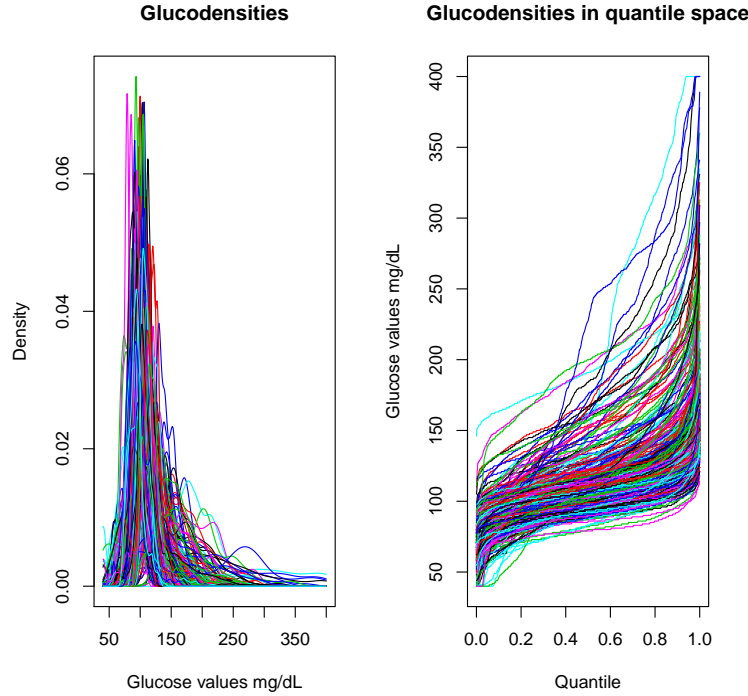 Glucodensities
Density
0.06
0.04
0.02
0.00
50 150 250 350
Glucose values mg/dL
Glucodensities in quantile space
Glucose values mg/dL
400
350
300
250
200
150
100
50
0.0 0.2 0.4 0.6 0.8 1.0
Quantile